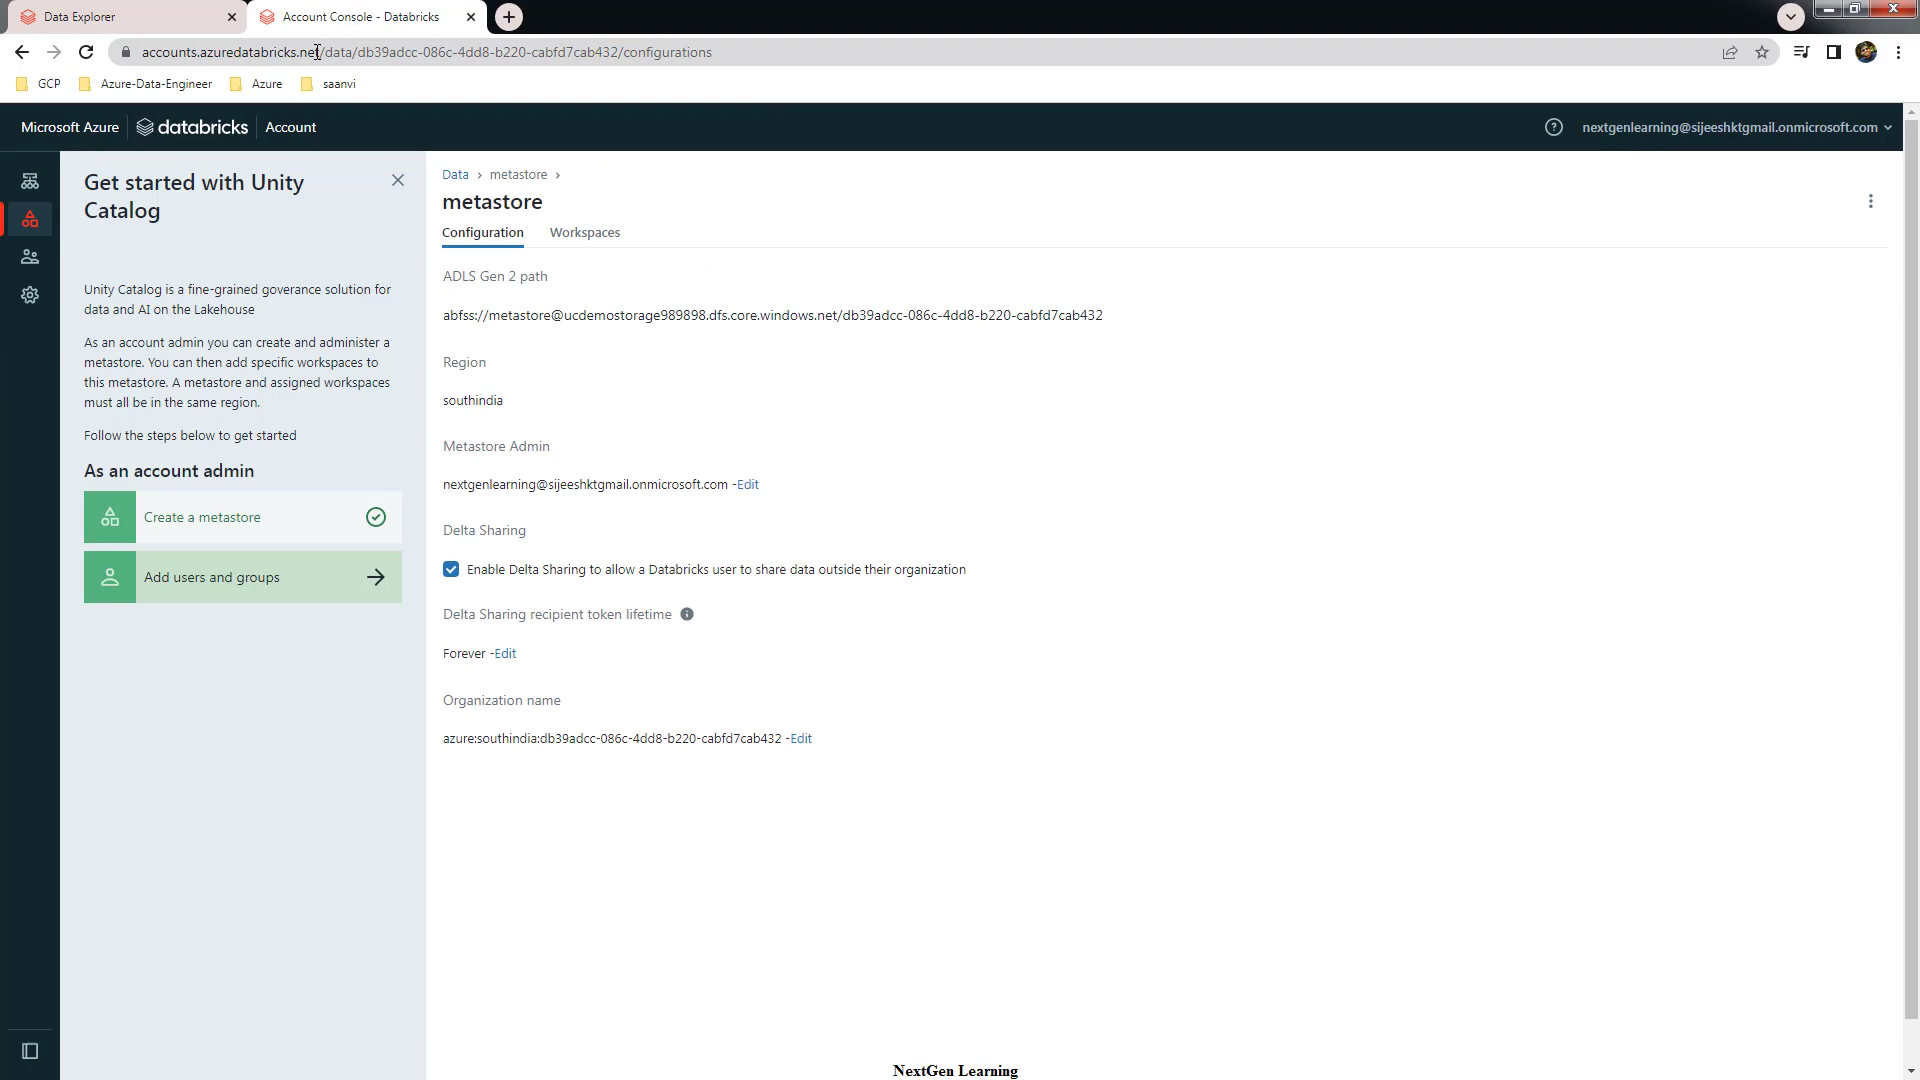 Data Explorer
Account Console - Databricks
accounts.azuredatabricks.net/data/db39adcc-086c-4dd8-b220-cabfd7cab432/configurations
GCP
Azure-Data-Engineer
Azure
saanvi
Microsoft Azure
databricks
Account
nextgenlearning@sijeeshktgmail.onmicrosoft.com
Get started with Unity
Catalog
Unity Catalog is a fine-grained goverance solution for
data and AI on the Lakehouse
As an account admin you can create and administer a
metastore. You can then add specific workspaces to
this metastore. A metastore and assigned workspaces
must all be in the same region.
Follow the steps below to get started
As an account admin
Create a metastore
Add users and groups
Data > metastore >
metastore
Configuration
Workspaces
ADLS Gen 2 path
abfss://metastore@ucdemostorage989898.dfs.core.windows.net/db39adcc-086c-4dd8-b220-cabfd7cab432
Region
southindia
Metastore Admin
nextgenlearning@sijeeshktgmail.onmicrosoft.com -Edit
Delta Sharing
Enable Delta Sharing to allow a Databricks user to share data outside their organization
Delta Sharing recipient token lifetime
Forever -Edit
Organization name
azure:southindia:db39adcc-086c-4dd8-b220-cabfd7cab432 -Edit
NextGen Learning